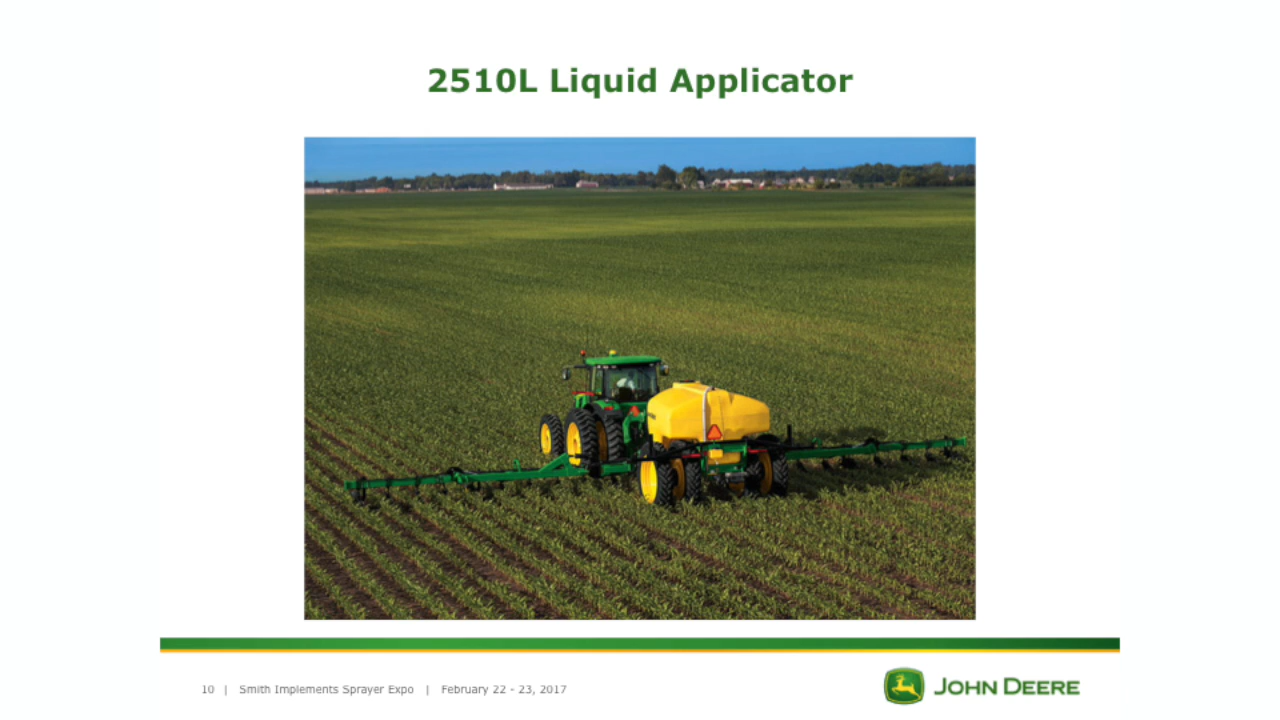 2510L Liquid Applicator
10 | Smith Implements Sprayer Expo | February 22 - 23, 2017
JOHN DEERE